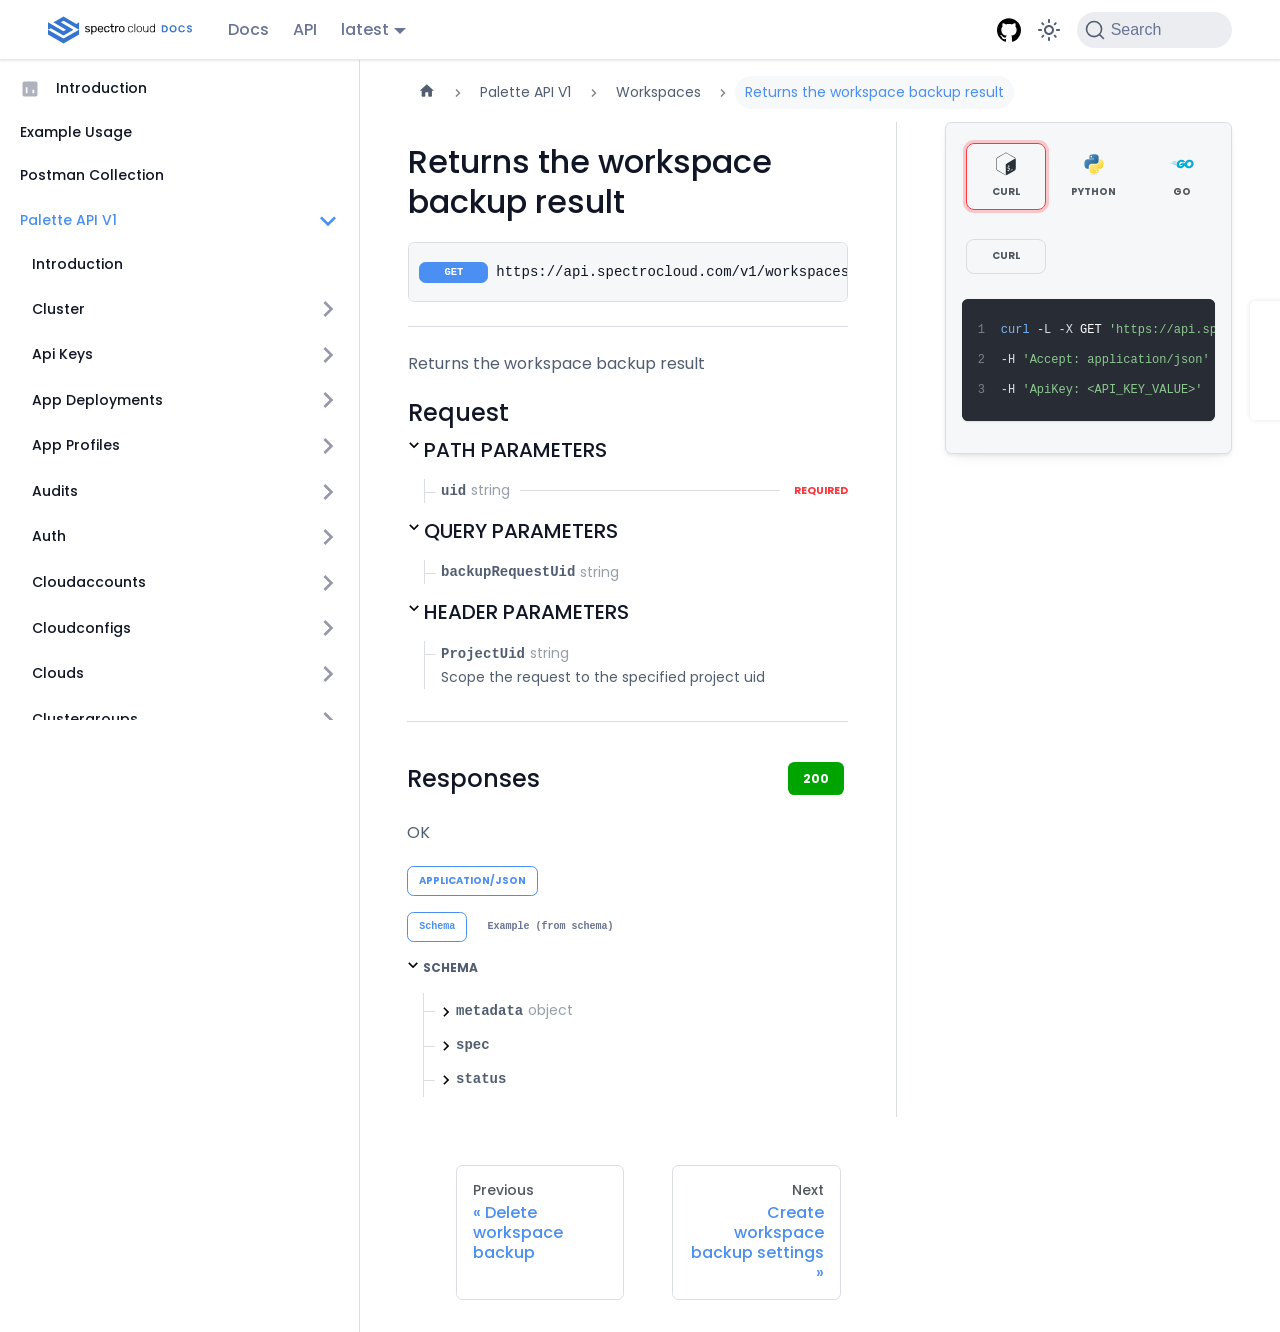 spectro cloud DOCS Docs API latest Search
Introduction
Example Usage
Postman Collection
Palette API V1
Introduction
Cluster
Api Keys
App Deployments
App Profiles
Audits
Auth
Cloudaccounts
Cloudconfigs
Clouds
Clustergroups
Palette API V1 Workspaces Returns the workspace backup result
Returns the workspace
backup result
GET https://api.spectrocloud.com/v1/workspaces
Returns the workspace backup result
Request
PATH PARAMETERS
uid string REQUIRED
QUERY PARAMETERS
backupRequestUid string
HEADER PARAMETERS
ProjectUid string
Scope the request to the specified project uid
Responses 200
OK
APPLICATION/JSON
Schema Example (from schema)
SCHEMA
metadata object
spec
status
CURL PYTHON GO
CURL
1 curl -L -X GET 'https://api.sp
2 -H 'Accept: application/json'
3 -H 'ApiKey: <API_KEY_VALUE>'
Previous
« Delete
workspace
backup
Next
Create
workspace
backup settings
»